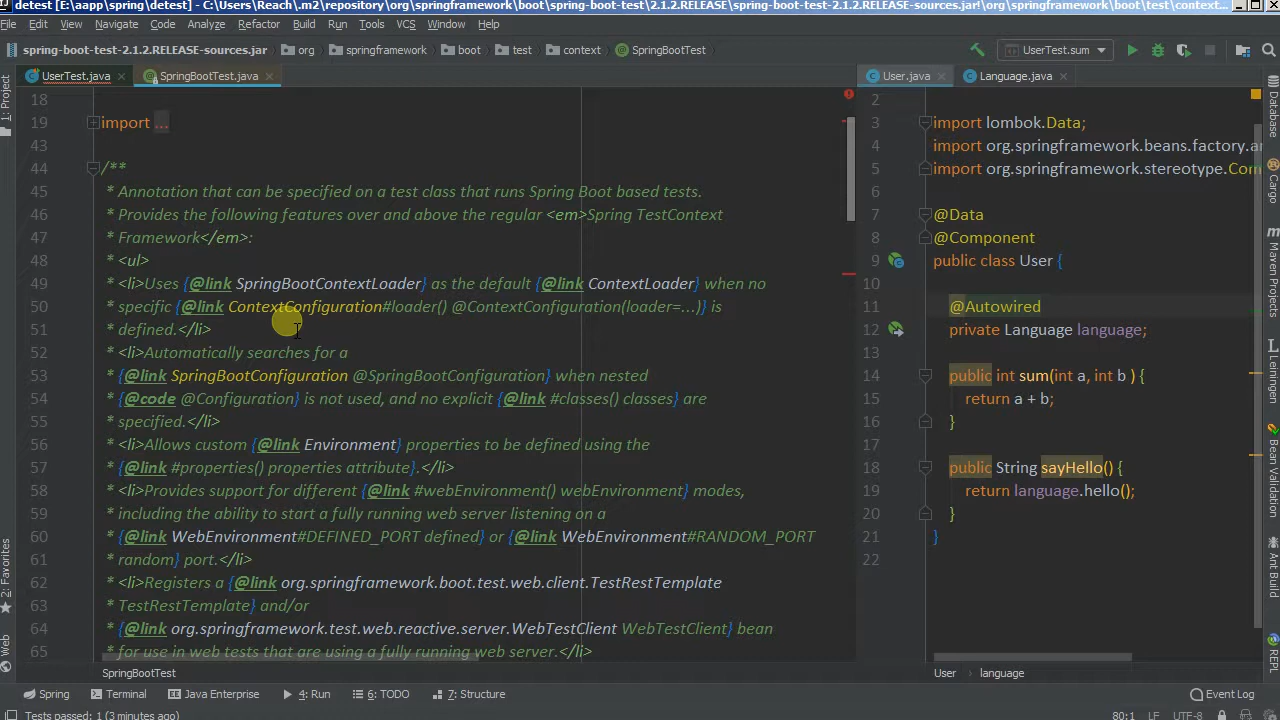 detest [E:\aapp\spring\detest] - C:\Users\Reach\.m2\repository\org\springframework\boot\spring-boot-test\2.1.2.RELEASE\spring-boot-test-2.1.2.RELEASE-sources.jar!\org\springframework\boot\test\context...
File Edit View Navigate Code Analyze Refactor Build Run Tools VCS Window Help
spring-boot-test-2.1.2.RELEASE-sources.jar org springframework boot test context SpringBootTest UserTest.sum
UserTest.java SpringBootTest.java
18
19 import ...
43
44 /**
45 * Annotation that can be specified on a test class that runs Spring Boot based tests.
46 * Provides the following features over and above the regular <em>Spring TestContext
47 * Framework</em>:
48 * <ul>
49 * <li>Uses {@link SpringBootContextLoader} as the default {@link ContextLoader} when no
50 * specific {@link ContextConfiguration#loader() @ContextConfiguration(loader=...)} is
51 * defined.</li>
52 * <li>Automatically searches for a
53 * {@link SpringBootConfiguration @SpringBootConfiguration} when nested
54 * {@code @Configuration} is not used, and no explicit {@link #classes() classes} are
55 * specified.</li>
56 * <li>Allows custom {@link Environment} properties to be defined using the
57 * {@link #properties() properties attribute}.</li>
58 * <li>Provides support for different {@link #webEnvironment() webEnvironment} modes,
59 * including the ability to start a fully running web server listening on a
60 * {@link WebEnvironment#DEFINED_PORT defined} or {@link WebEnvironment#RANDOM_PORT
61 * random} port.</li>
62 * <li>Registers a {@link org.springframework.boot.test.web.client.TestRestTemplate
63 * TestRestTemplate} and/or
64 * {@link org.springframework.test.web.reactive.server.WebTestClient WebTestClient} bean
65 * for use in web tests that are using a fully running web server.</li>
SpringBootTest
User.java Language.java
2
3 import lombok.Data;
4 import org.springframework.beans.factory.an
5 import org.springframework.stereotype.Com
6
7 @Data
8 @Component
9 public class User {
10
11 @Autowired
12 private Language language;
13
14 public int sum(int a, int b ) {
15 return a + b;
16 }
17
18 public String sayHello() {
19 return language.hello();
20 }
21 }
22
User language
1: Project
2: Favorites
Web
Database
Cargo
Maven Projects
Leiningen
Bean Validation
Ant Build
REPL
Spring Terminal Java Enterprise 4: Run 6: TODO 7: Structure Event Log
Tests passed: 1 (3 minutes ago) 80:1 LF UTF-8